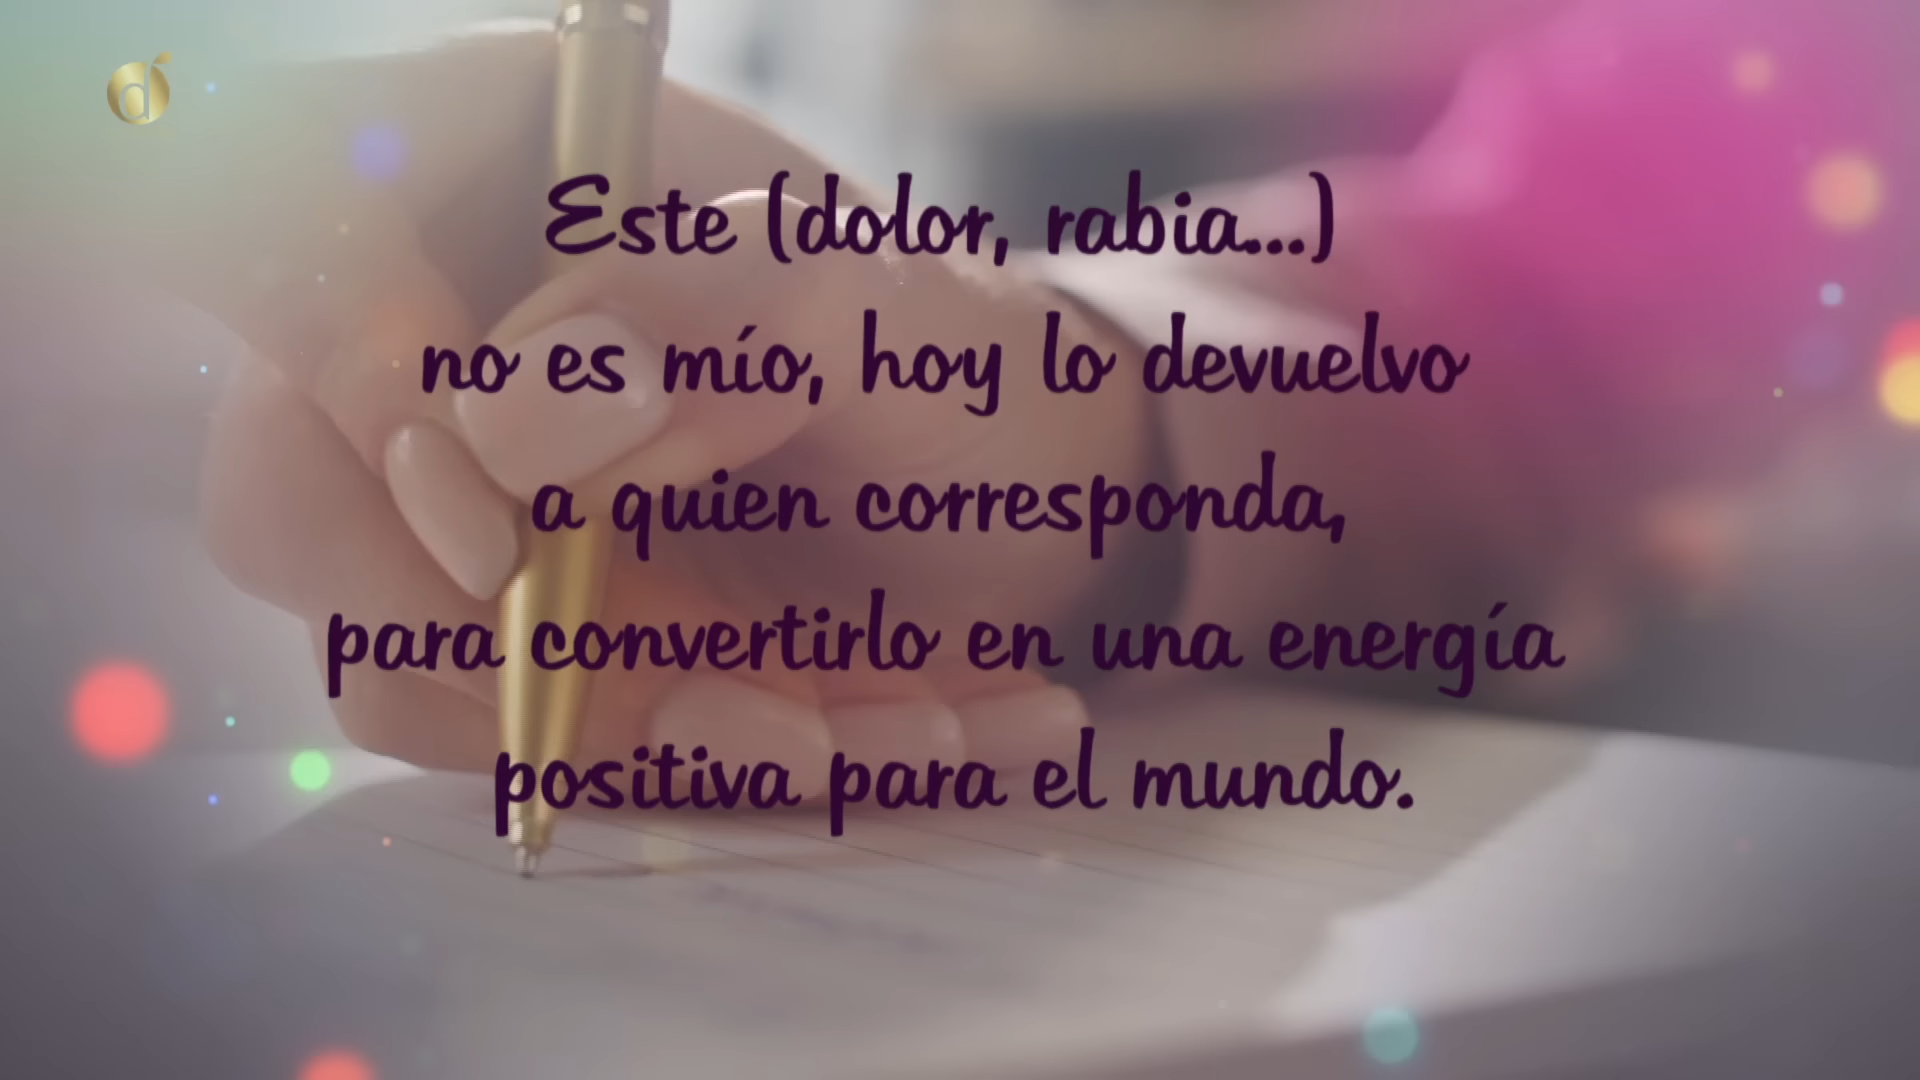 Este (dolor, rabia...)
no es mío, hoy lo devuelvo
a quien corresponda,
para convertirlo en una energía
positiva para el mundo.